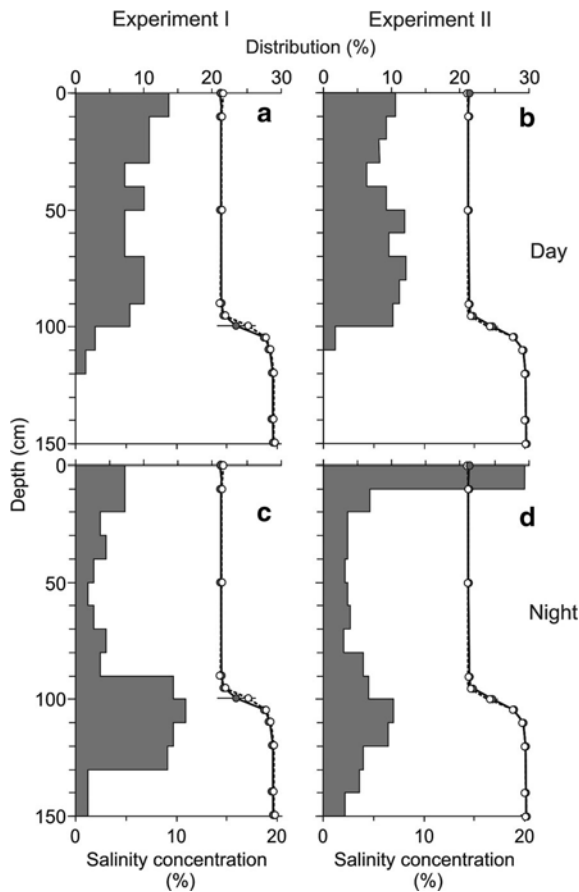 Experiment I Experiment II
Distribution (%)
0 10 20 30 0 10 20 30
0 a b
50
Day
100
150
Depth (cm)
0
c d
50
Night
100
150
0 10 20 0 10 20
Salinity concentration Salinity concentration
(%) (%)